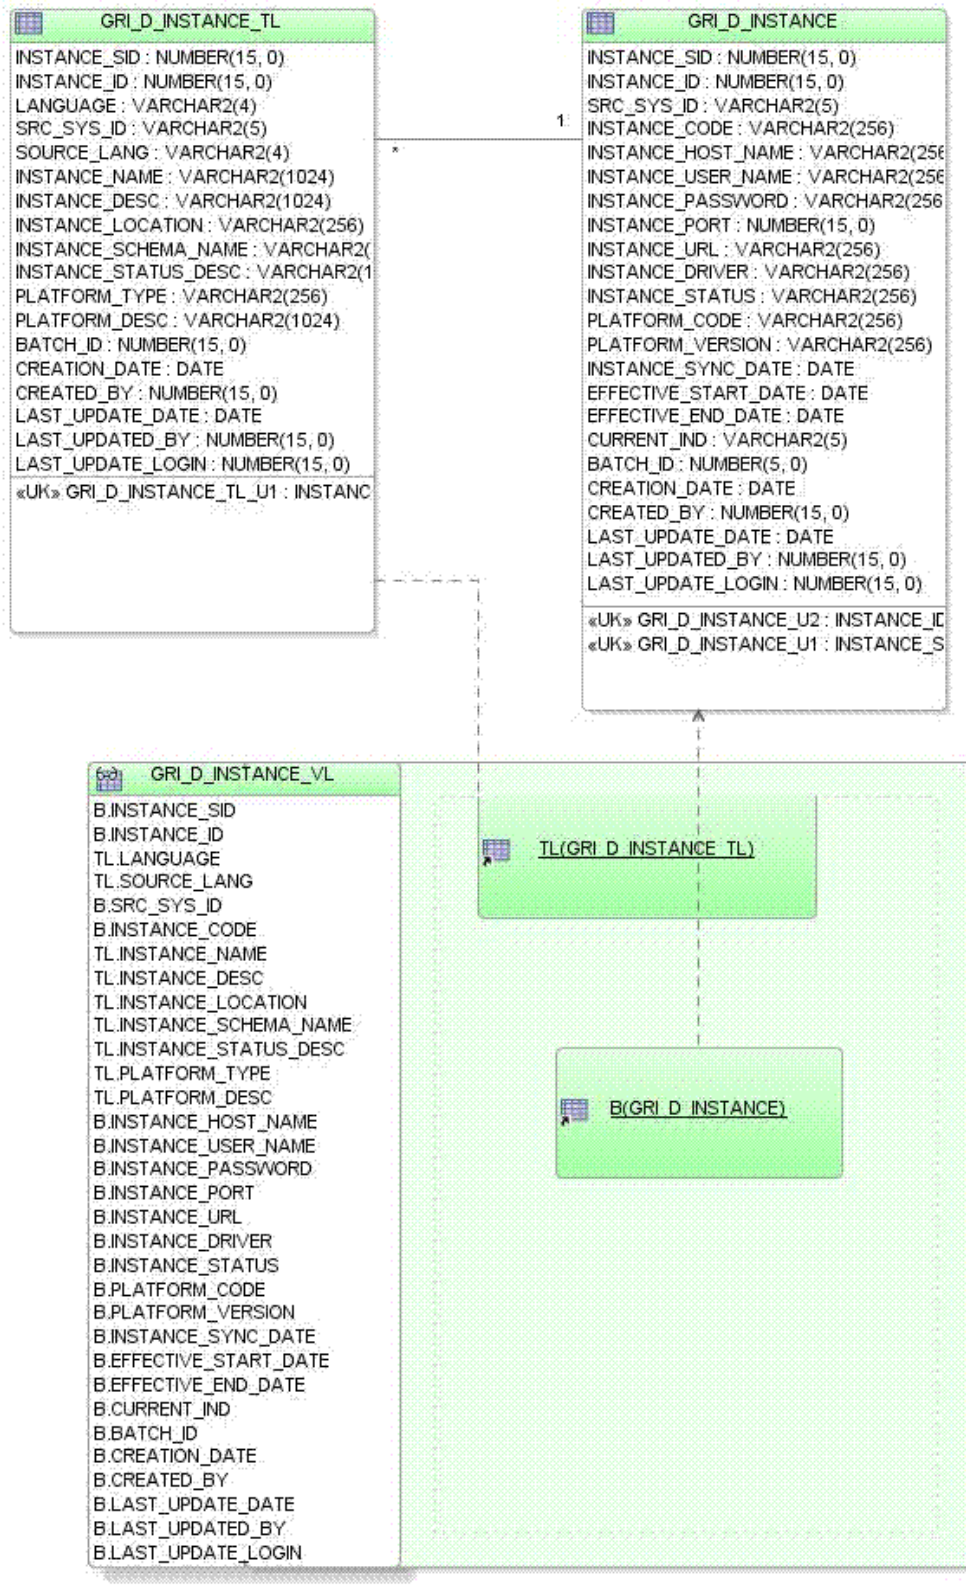 GRI_D_INSTANCE_TL
INSTANCE_SID : NUMBER(15, 0)
INSTANCE_ID : NUMBER(15, 0)
LANGUAGE : VARCHAR2(4)
SRC_SYS_ID : VARCHAR2(5)
SOURCE_LANG : VARCHAR2(4)
INSTANCE_NAME : VARCHAR2(1024)
INSTANCE_DESC : VARCHAR2(1024)
INSTANCE_LOCATION : VARCHAR2(256)
INSTANCE_SCHEMA_NAME : VARCHAR2(
INSTANCE_STATUS_DESC : VARCHAR2(1
PLATFORM_TYPE : VARCHAR2(256)
PLATFORM_DESC : VARCHAR2(1024)
BATCH_ID : NUMBER(15, 0)
CREATION_DATE : DATE
CREATED_BY : NUMBER(15, 0)
LAST_UPDATE_DATE : DATE
LAST_UPDATED_BY : NUMBER(15, 0)
LAST_UPDATE_LOGIN : NUMBER(15, 0)
«UK» GRI_D_INSTANCE_TL_U1 : INSTANC
*
1
GRI_D_INSTANCE
INSTANCE_SID : NUMBER(15, 0)
INSTANCE_ID : NUMBER(15, 0)
SRC_SYS_ID : VARCHAR2(5)
INSTANCE_CODE : VARCHAR2(256)
INSTANCE_HOST_NAME : VARCHAR2(256
INSTANCE_USER_NAME : VARCHAR2(256
INSTANCE_PASSWORD : VARCHAR2(256
INSTANCE_PORT : NUMBER(15, 0)
INSTANCE_URL : VARCHAR2(256)
INSTANCE_DRIVER : VARCHAR2(256)
INSTANCE_STATUS : VARCHAR2(256)
PLATFORM_CODE : VARCHAR2(256)
PLATFORM_VERSION : VARCHAR2(256)
INSTANCE_SYNC_DATE : DATE
EFFECTIVE_START_DATE : DATE
EFFECTIVE_END_DATE : DATE
CURRENT_IND : VARCHAR2(5)
BATCH_ID : NUMBER(5, 0)
CREATION_DATE : DATE
CREATED_BY : NUMBER(15, 0)
LAST_UPDATE_DATE : DATE
LAST_UPDATED_BY : NUMBER(15, 0)
LAST_UPDATE_LOGIN : NUMBER(15, 0)
«UK» GRI_D_INSTANCE_U2 : INSTANCE_ID
«UK» GRI_D_INSTANCE_U1 : INSTANCE_S
GRI_D_INSTANCE_VL
B.INSTANCE_SID
B.INSTANCE_ID
TL.LANGUAGE
TL.SOURCE_LANG
B.SRC_SYS_ID
B.INSTANCE_CODE
TL.INSTANCE_NAME
TL.INSTANCE_DESC
TL.INSTANCE_LOCATION
TL.INSTANCE_SCHEMA_NAME
TL.INSTANCE_STATUS_DESC
TL.PLATFORM_TYPE
TL.PLATFORM_DESC
B.INSTANCE_HOST_NAME
B.INSTANCE_USER_NAME
B.INSTANCE_PASSWORD
B.INSTANCE_PORT
B.INSTANCE_URL
B.INSTANCE_DRIVER
B.INSTANCE_STATUS
B.PLATFORM_CODE
B.PLATFORM_VERSION
B.INSTANCE_SYNC_DATE
B.EFFECTIVE_START_DATE
B.EFFECTIVE_END_DATE
B.CURRENT_IND
B.BATCH_ID
B.CREATION_DATE
B.CREATED_BY
B.LAST_UPDATE_DATE
B.LAST_UPDATED_BY
B.LAST_UPDATE_LOGIN
TL(GRI_D_INSTANCE_TL)
B(GRI_D_INSTANCE)